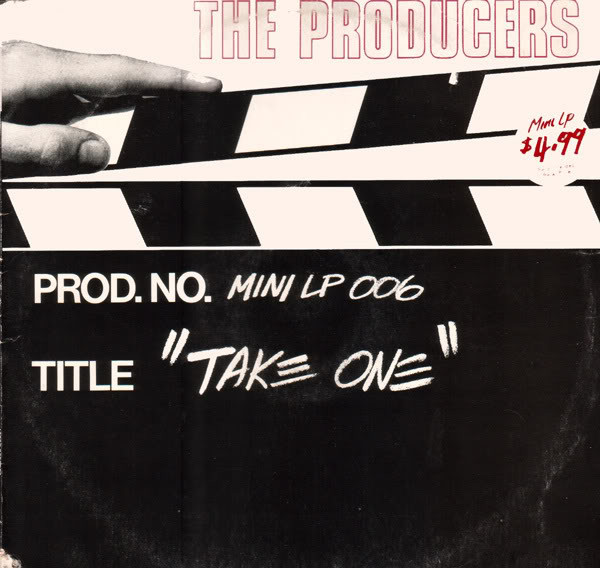 THE PRODUCERS
MINI LP
$4.99
PROD. NO. MINI LP 006
TITLE "TAKE ONE"